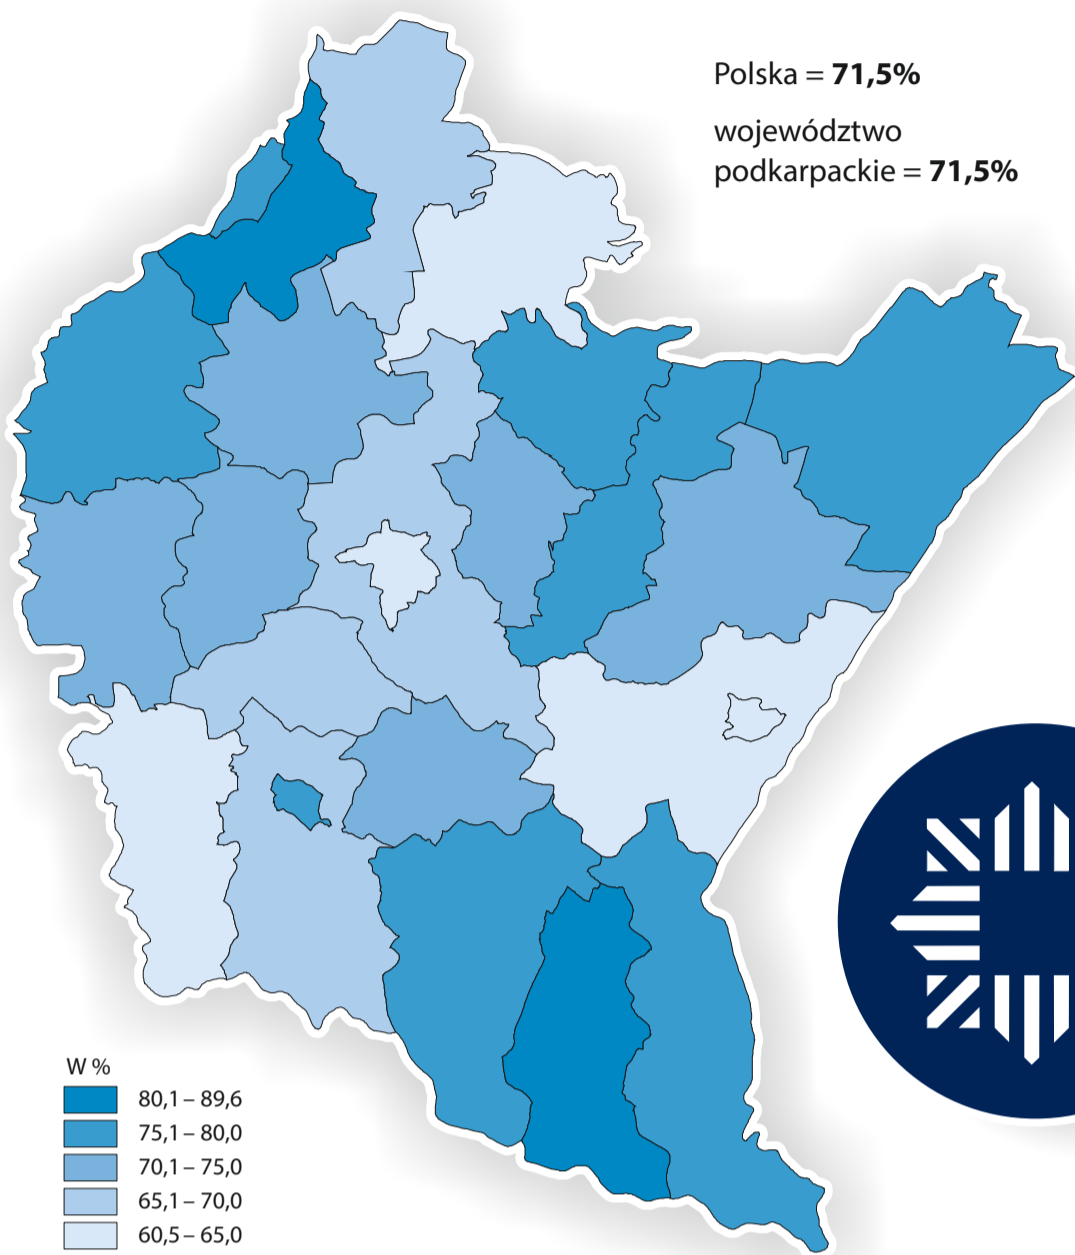 Polska = 71,5%
województwo
podkarpackie = 71,5%
W %
80,1 – 89,6
75,1 – 80,0
70,1 – 75,0
65,1 – 70,0
60,5 – 65,0